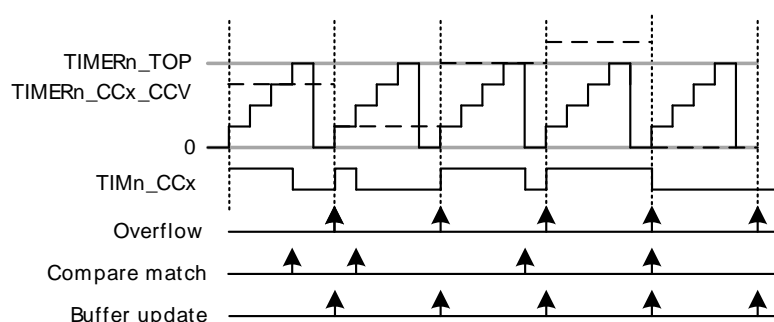 TIMERn_TOP
TIMERn_CCx_CCV
0
TIMn_CCx
Overflow
Compare match
Buffer update